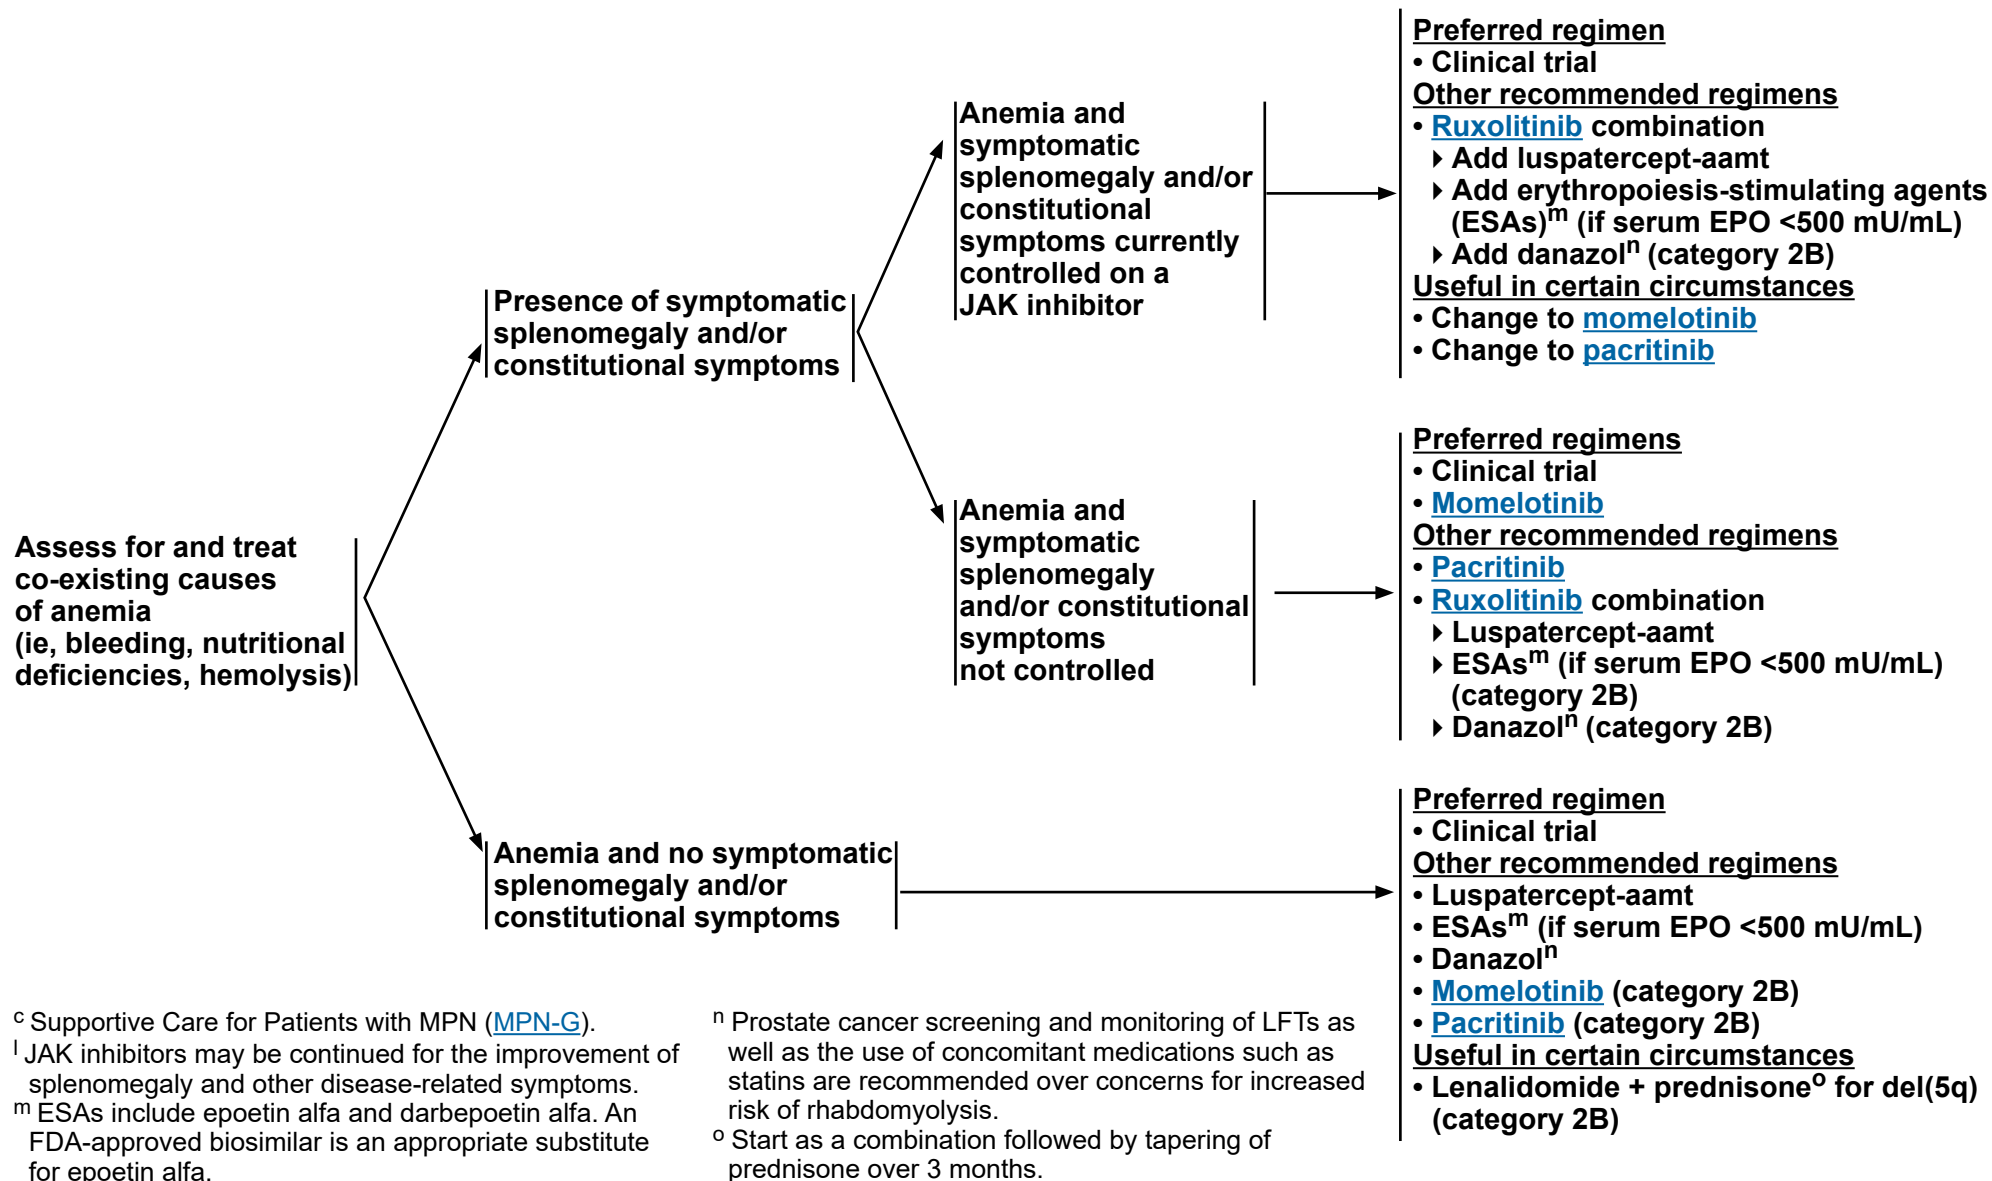 Assess for and treat
co-existing causes
of anemia
(ie, bleeding, nutritional
deficiencies, hemolysis)
Presence of symptomatic
splenomegaly and/or
constitutional symptoms
Anemia and
symptomatic
splenomegaly and/or
constitutional
symptoms currently
controlled on a
JAK inhibitor
Preferred regimen
• Clinical trial
Other recommended regimens
• Ruxolitinib combination
Add luspatercept-aamt
Add erythropoiesis-stimulating agents
(ESAs)m (if serum EPO <500 mU/mL)
Add danazoln (category 2B)
Useful in certain circumstances
• Change to momelotinib
• Change to pacritinib
Anemia and
symptomatic
splenomegaly
and/or constitutional
symptoms
not controlled
Preferred regimens
• Clinical trial
• Momelotinib
Other recommended regimens
• Pacritinib
• Ruxolitinib combination
Luspatercept-aamt
ESAsm (if serum EPO <500 mU/mL)
(category 2B)
Danazoln (category 2B)
Anemia and no symptomatic
splenomegaly and/or
constitutional symptoms
Preferred regimen
• Clinical trial
Other recommended regimens
• Luspatercept-aamt
• ESAsm (if serum EPO <500 mU/mL)
• Danazoln
• Momelotinib (category 2B)
• Pacritinib (category 2B)
Useful in certain circumstances
• Lenalidomide + prednisoneo for del(5q)
(category 2B)
c Supportive Care for Patients with MPN (MPN-G).
l JAK inhibitors may be continued for the improvement of
splenomegaly and other disease-related symptoms.
m ESAs include epoetin alfa and darbepoetin alfa. An
FDA-approved biosimilar is an appropriate substitute
for epoetin alfa.
n Prostate cancer screening and monitoring of LFTs as
well as the use of concomitant medications such as
statins are recommended over concerns for increased
risk of rhabdomyolysis.
o Start as a combination followed by tapering of
prednisone over 3 months.